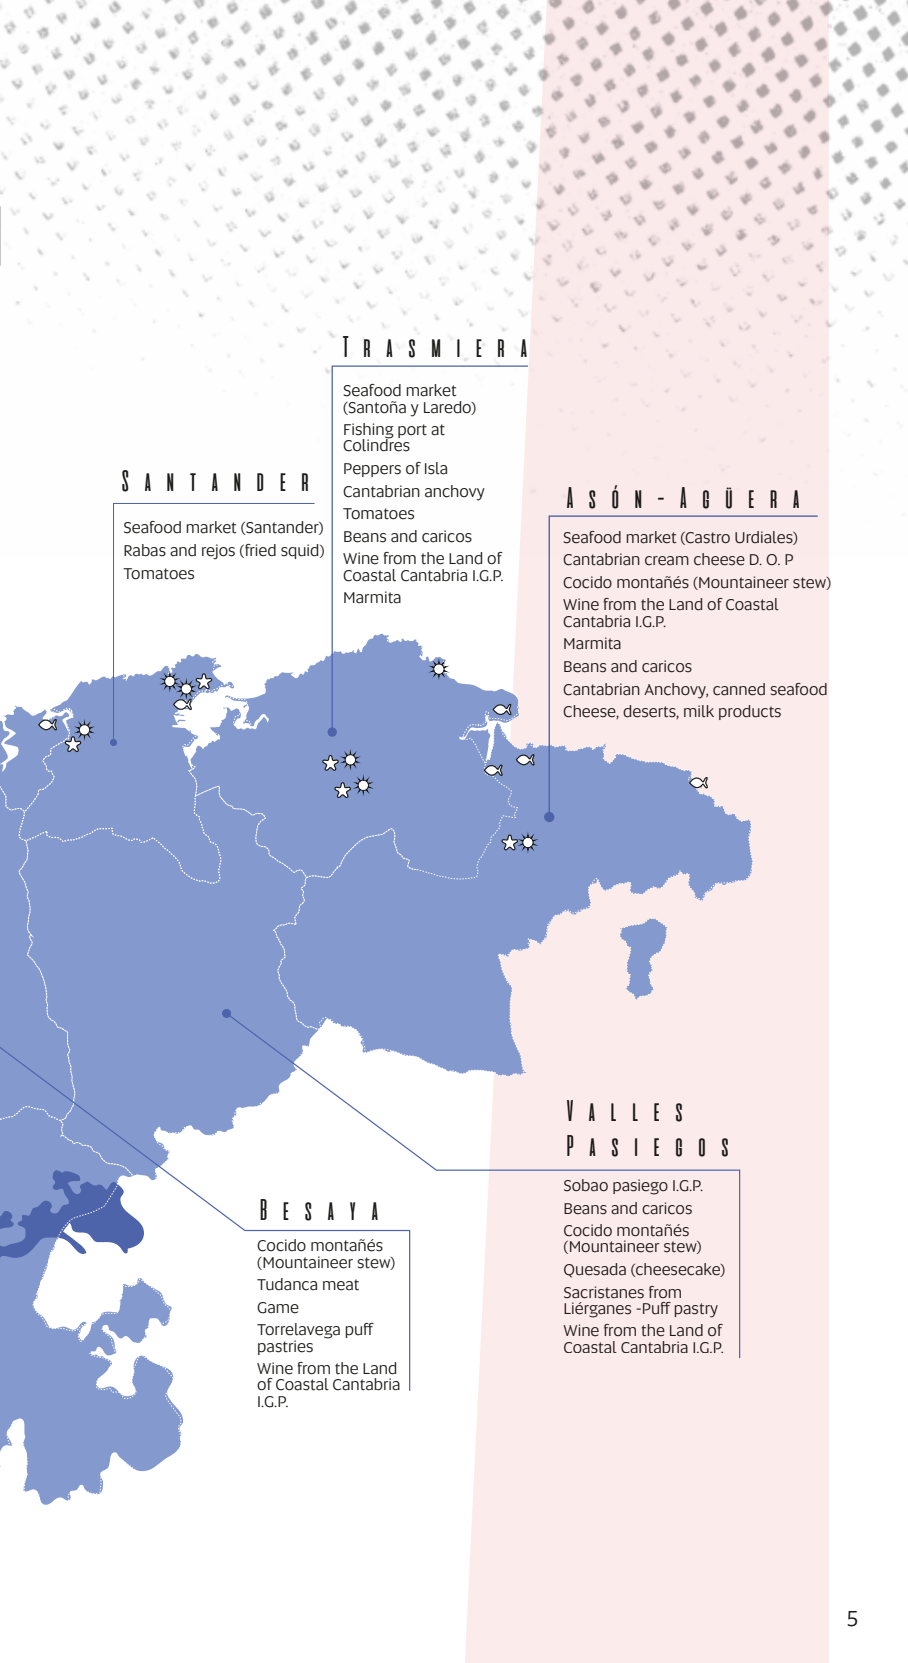 TRASMIERA
Seafood market
(Santoña y Laredo)
Fishing port at
Colindres
Peppers of Isla
Cantabrian anchovy
Tomatoes
Beans and caricos
Wine from the Land of
Coastal Cantabria I.G.P.
Marmita
SANTANDER
Seafood market (Santander)
Rabas and rejos (fried squid)
Tomatoes
ASÓN-AGÜERA
Seafood market (Castro Urdiales)
Cantabrian cream cheese D. O. P
Cocido montañés (Mountaineer stew)
Wine from the Land of Coastal
Cantabria I.G.P.
Marmita
Beans and caricos
Cantabrian Anchovy, canned seafood
Cheese, deserts, milk products
VALLES
PASIEGOS
Sobao pasiego I.G.P.
Beans and caricos
Cocido montañés
(Mountaineer stew)
Quesada (cheesecake)
Sacristanes from
Liérganes -Puff pastry
Wine from the Land of
Coastal Cantabria I.G.P.
BESAYA
Cocido montañés
(Mountaineer stew)
Tudanca meat
Game
Torrelavega puff
pastries
Wine from the Land
of Coastal Cantabria
I.G.P.
5